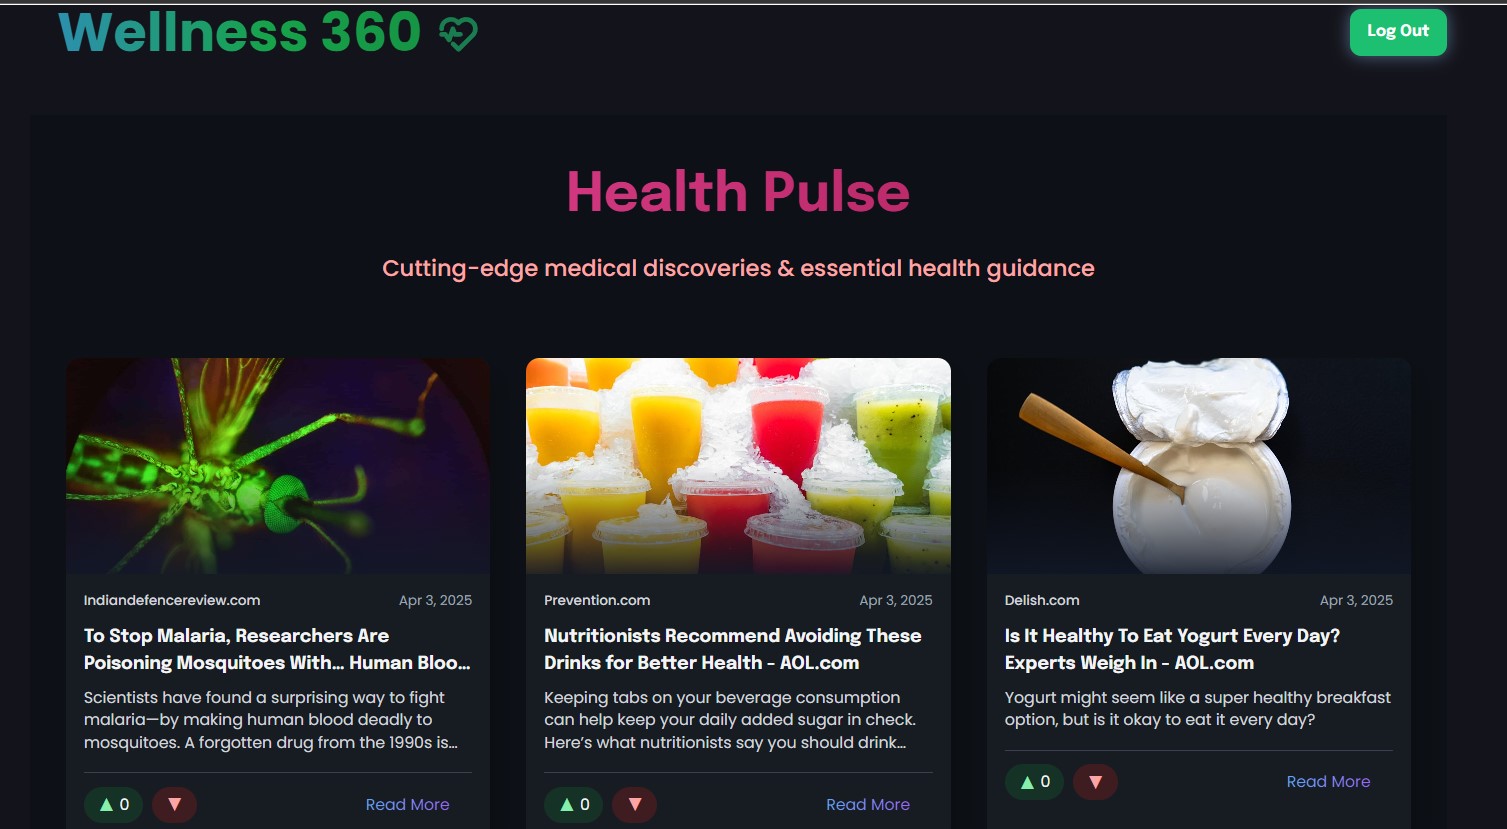 Wellness 360
Log Out
Health Pulse
Cutting-edge medical discoveries & essential health guidance
Indiandefencereview.com
Apr 3, 2025
To Stop Malaria, Researchers Are
Poisoning Mosquitoes With... Human Bloo...
Scientists have found a surprising way to fight
malaria—by making human blood deadly to
mosquitoes. A forgotten drug from the 1990s is...
▲ 0
▼
Read More
Prevention.com
Apr 3, 2025
Nutritionists Recommend Avoiding These
Drinks for Better Health - AOL.com
Keeping tabs on your beverage consumption
can help keep your daily added sugar in check.
Here’s what nutritionists say you should drink...
▲ 0
▼
Read More
Delish.com
Apr 3, 2025
Is It Healthy To Eat Yogurt Every Day?
Experts Weigh In - AOL.com
Yogurt might seem like a super healthy breakfast
option, but is it okay to eat it every day?
▲ 0
▼
Read More